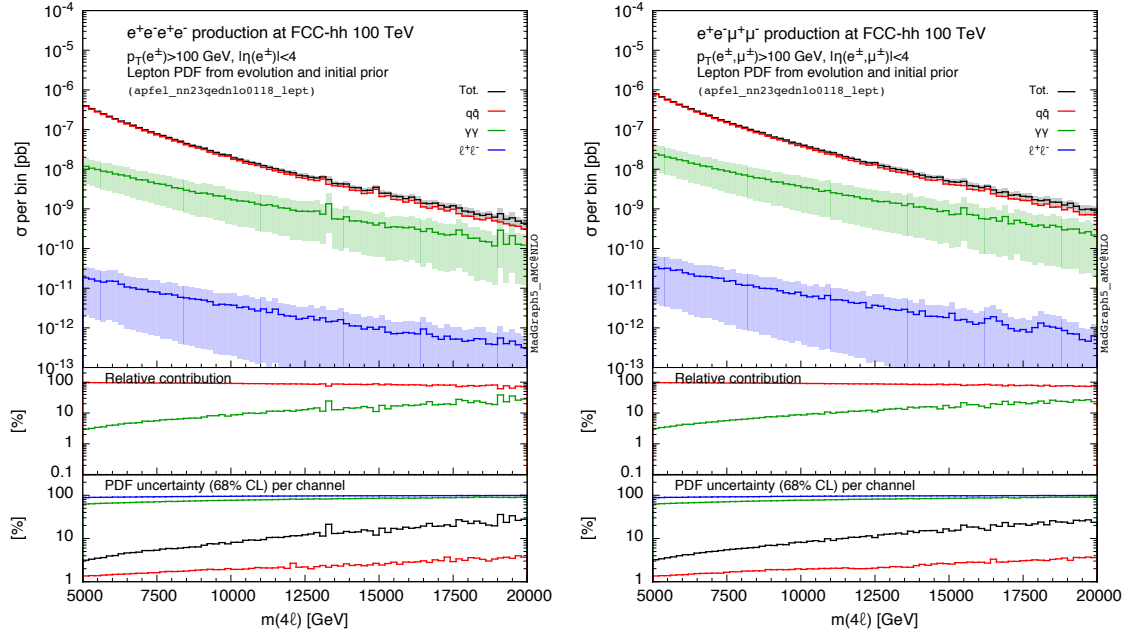 e⁺e⁻e⁺e⁻ production at FCC-hh 100 TeV
p_T(e^±)>100 GeV, |η(e^±)|<4
Lepton PDF from evolution and initial prior
(apfel_nn23qednlo0118_lept)
Tot.
qq̄
γγ
ℓ⁺ℓ⁻
σ per bin [pb]
10⁻⁴
10⁻⁵
10⁻⁶
10⁻⁷
10⁻⁸
10⁻⁹
10⁻¹⁰
10⁻¹¹
10⁻¹²
10⁻¹³
MadGraph5_aMC@NLO
Relative contribution
[%]
100
10
1
0.1
PDF uncertainty (68% CL) per channel
[%]
100
10
1
5000 7500 10000 12500 15000 17500 20000
m(4ℓ) [GeV]
e⁺e⁻μ⁺μ⁻ production at FCC-hh 100 TeV
p_T(e^±,μ^±)>100 GeV, |η(e^±,μ^±)|<4
Lepton PDF from evolution and initial prior
(apfel_nn23qednlo0118_lept)
Tot.
qq̄
γγ
ℓ⁺ℓ⁻
σ per bin [pb]
10⁻⁴
10⁻⁵
10⁻⁶
10⁻⁷
10⁻⁸
10⁻⁹
10⁻¹⁰
10⁻¹¹
10⁻¹²
10⁻¹³
MadGraph5_aMC@NLO
Relative contribution
[%]
100
10
1
0.1
PDF uncertainty (68% CL) per channel
[%]
100
10
1
5000 7500 10000 12500 15000 17500 20000
m(4ℓ) [GeV]